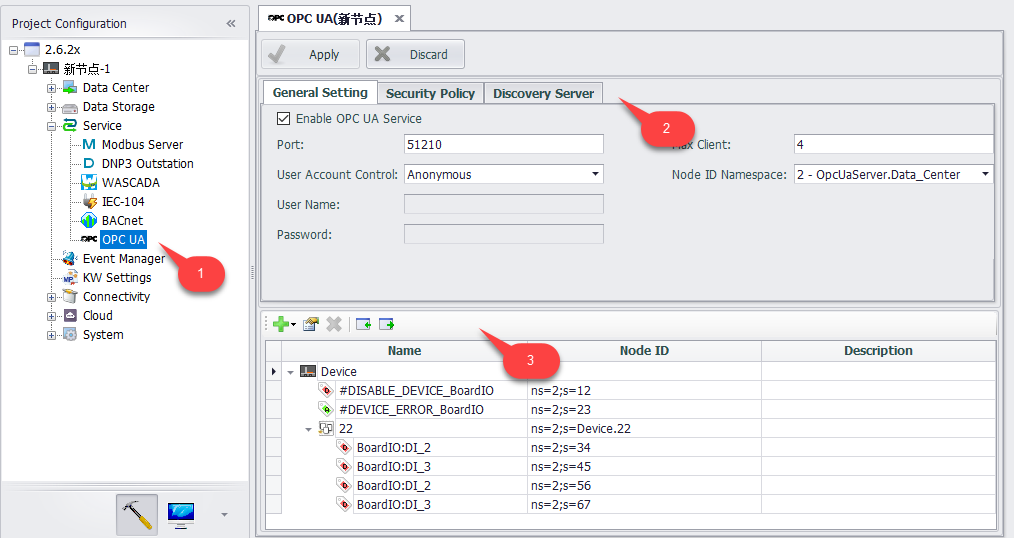 Project Configuration «
2.6.2x
新节点-1
Data Center
Data Storage
Service
Modbus Server
DNP3 Outstation
WASCADA
IEC-104
BACnet
OPC OPC UA
Event Manager
KW Settings
Connectivity
Cloud
System
1
OPC OPC UA(新节点) ×
Apply Discard
General Setting Security Policy Discovery Server
2
Enable OPC UA Service
Port: 51210 Max Client: 4
User Account Control: Anonymous Node ID Namespace: 2 - OpcUaServer.Data_Center
User Name:
Password:
3
Name Node ID Description
Device
#DISABLE_DEVICE_BoardIO ns=2;s=12
#DEVICE_ERROR_BoardIO ns=2;s=23
22 ns=2;s=Device.22
BoardIO:DI_2 ns=2;s=34
BoardIO:DI_3 ns=2;s=45
BoardIO:DI_2 ns=2;s=56
BoardIO:DI_3 ns=2;s=67